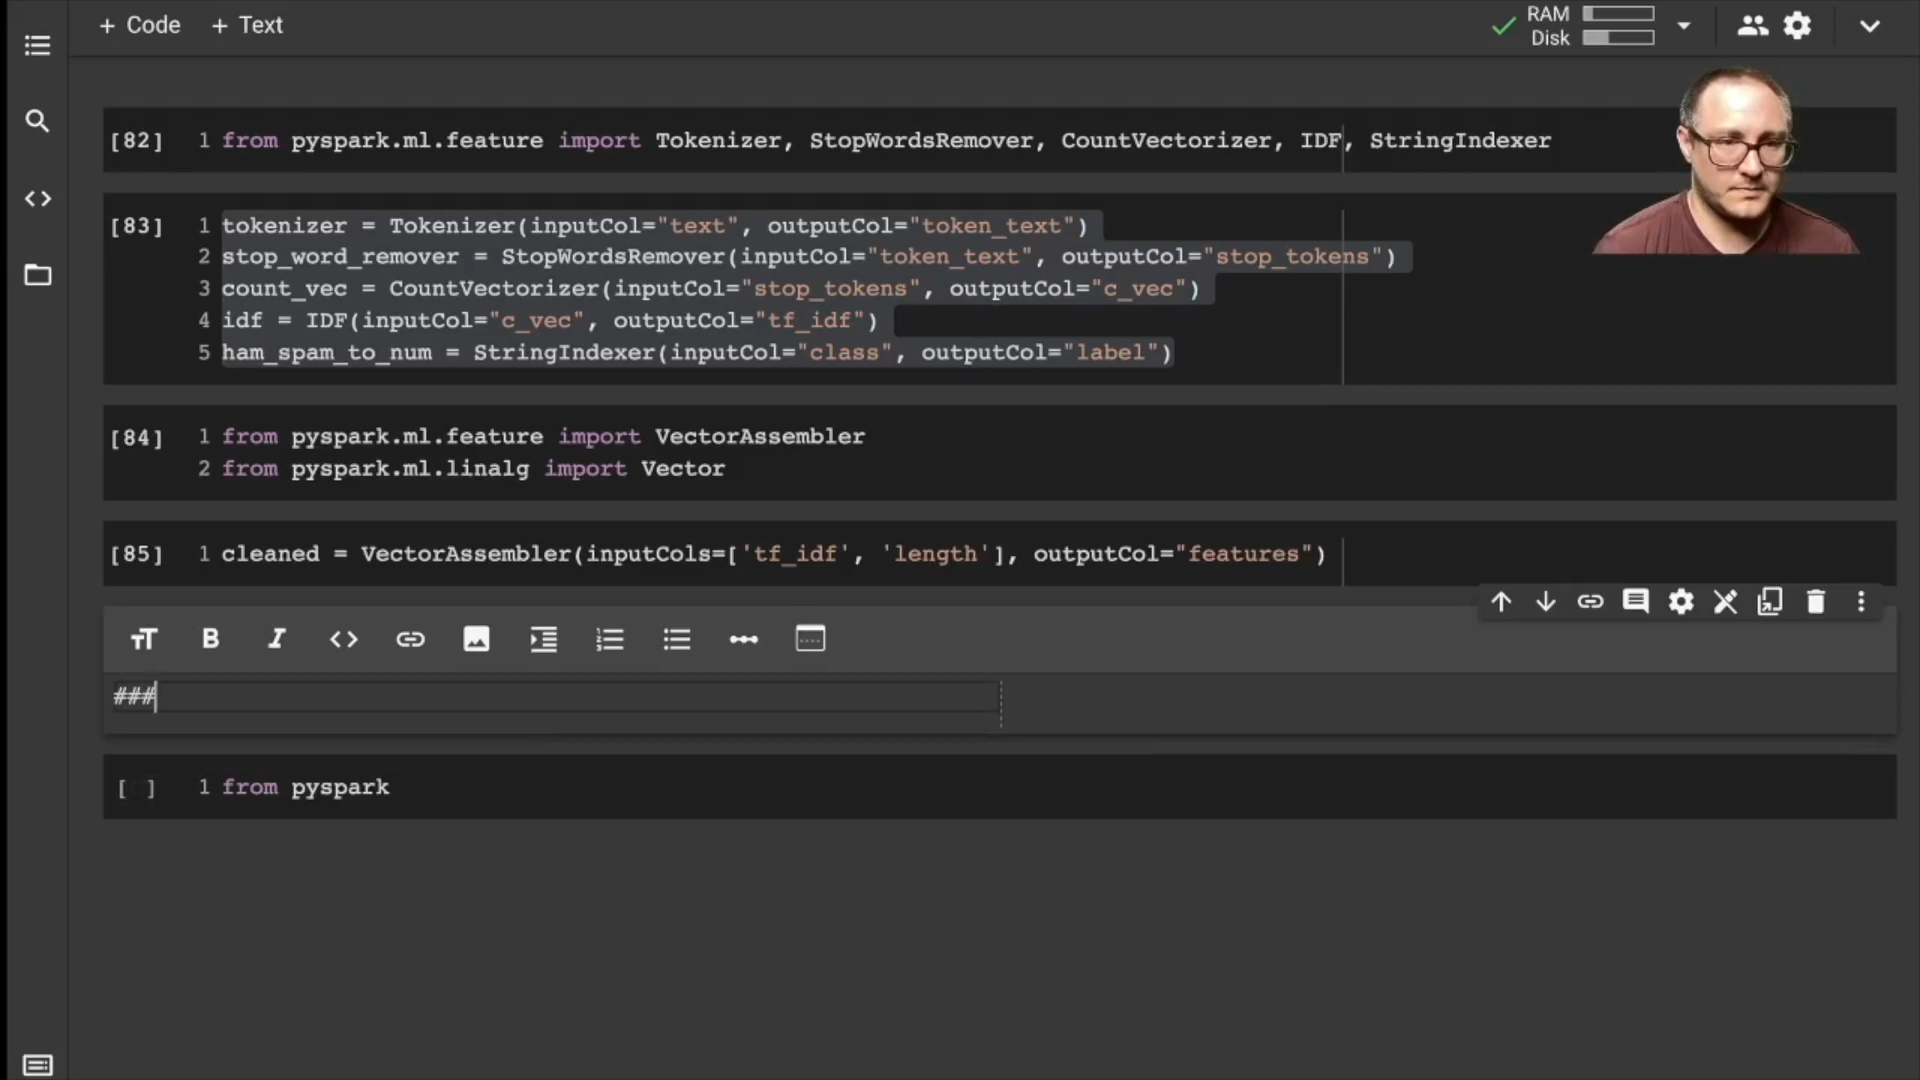 + Code + Text
RAM
Disk
[82] 1 from pyspark.ml.feature import Tokenizer, StopWordsRemover, CountVectorizer, IDF, StringIndexer
[83] 1 tokenizer = Tokenizer(inputCol="text", outputCol="token_text")
2 stop_word_remover = StopWordsRemover(inputCol="token_text", outputCol="stop_tokens")
3 count_vec = CountVectorizer(inputCol="stop_tokens", outputCol="c_vec")
4 idf = IDF(inputCol="c_vec", outputCol="tf_idf")
5 ham_spam_to_num = StringIndexer(inputCol="class", outputCol="label")
[84] 1 from pyspark.ml.feature import VectorAssembler
2 from pyspark.ml.linalg import Vector
[85] 1 cleaned = VectorAssembler(inputCols=['tf_idf', 'length'], outputCol="features")
###
[ ] 1 from pyspark